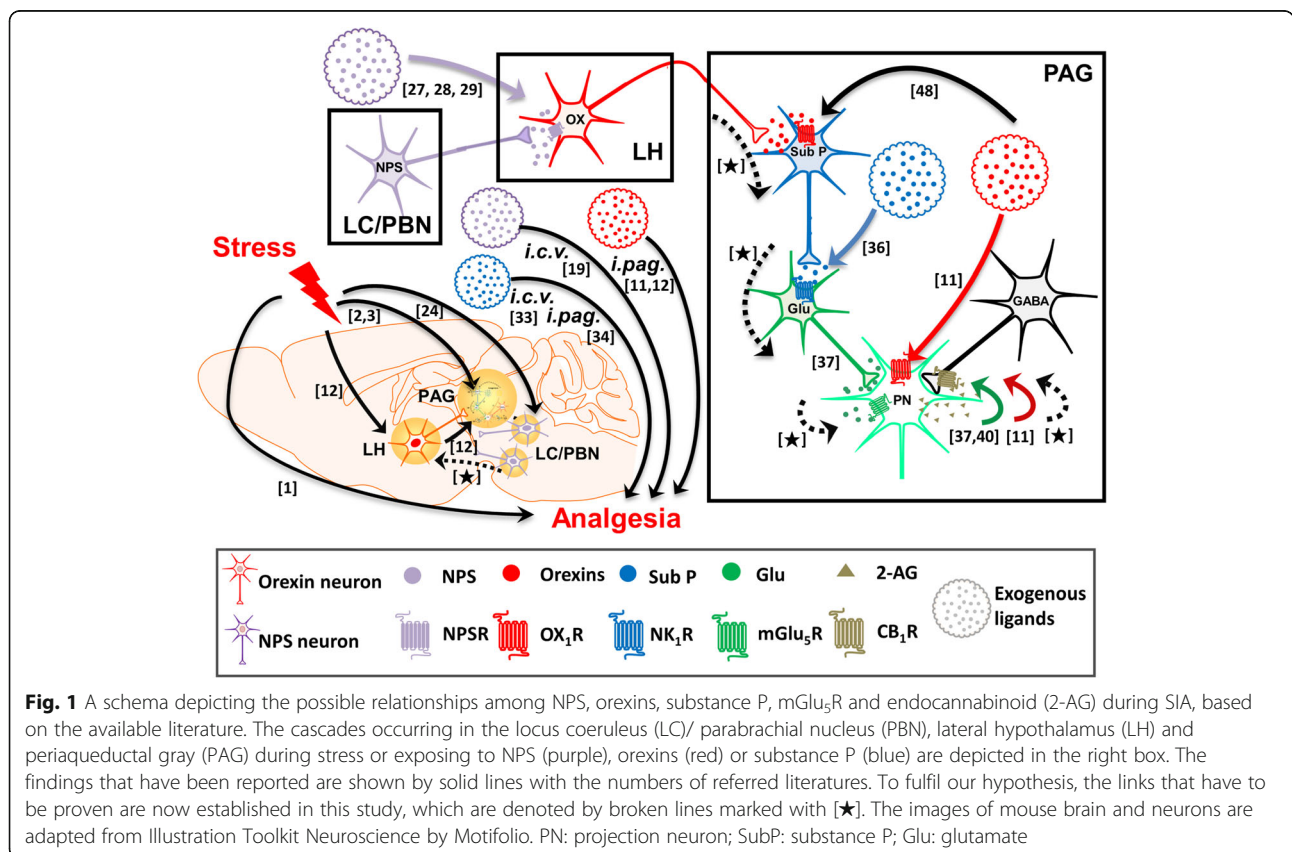 [27, 28, 29]
OX
LH
NPS
LC/PBN
PAG
[48]
Sub P
[★]
[36]
[★]
[11]
GABA
Glu
[37]
PN
[★]
[37,40]
[11]
[★]
Stress
i.c.v.
[19]
i.pag.
[11,12]
i.c.v.
[33]
i.pag.
[34]
[2,3]
[24]
[12]
PAG
LH
[12]
LC/PBN
[★]
[1]
Analgesia
Orexin neuron
NPS
Orexins
Sub P
Glu
2-AG
Exogenous
ligands
NPS neuron
NPSR
OX₁R
NK₁R
mGlu₅R
CB₁R
Fig. 1 A schema depicting the possible relationships among NPS, orexins, substance P, mGlu₅R and endocannabinoid (2-AG) during SIA, based
on the available literature. The cascades occurring in the locus coeruleus (LC)/ parabrachial nucleus (PBN), lateral hypothalamus (LH) and
periaqueductal gray (PAG) during stress or exposing to NPS (purple), orexins (red) or substance P (blue) are depicted in the right box. The
findings that have been reported are shown by solid lines with the numbers of referred literatures. To fulfil our hypothesis, the links that have to
be proven are now established in this study, which are denoted by broken lines marked with [★]. The images of mouse brain and neurons are
adapted from Illustration Toolkit Neuroscience by Motifolio. PN: projection neuron; SubP: substance P; Glu: glutamate